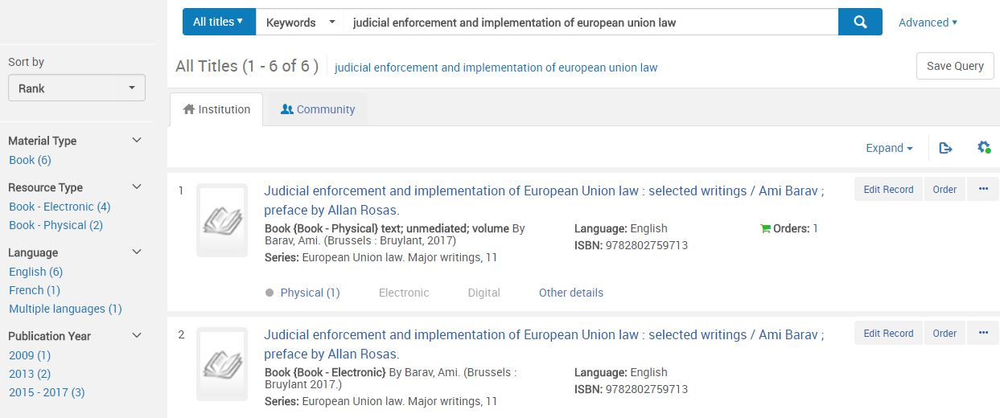 All titles Keywords judicial enforcement and implementation of european union law Advanced
Sort by
Rank
Material Type
Book (6)
Resource Type
Book - Electronic (4)
Book - Physical (2)
Language
English (6)
French (1)
Multiple languages (1)
Publication Year
2009 (1)
2013 (2)
2015 - 2017 (3)
All Titles (1 - 6 of 6 ) judicial enforcement and implementation of european union law Save Query
Institution Community
Expand
1 Judicial enforcement and implementation of European Union law : selected writings / Ami Barav ; Edit Record Order
preface by Allan Rosas.
Book {Book - Physical} text; unmediated; volume By Language: English Orders: 1
Barav, Ami. (Brussels : Bruylant, 2017) ISBN: 9782802759713
Series: European Union law. Major writings, 11
Physical (1) Electronic Digital Other details
2 Judicial enforcement and implementation of European Union law : selected writings / Ami Barav ; Edit Record Order
preface by Allan Rosas.
Book {Book - Electronic} By Barav, Ami. (Brussels : Language: English
Bruylant 2017.) ISBN: 9782802759713
Series: European Union law. Major writings, 11